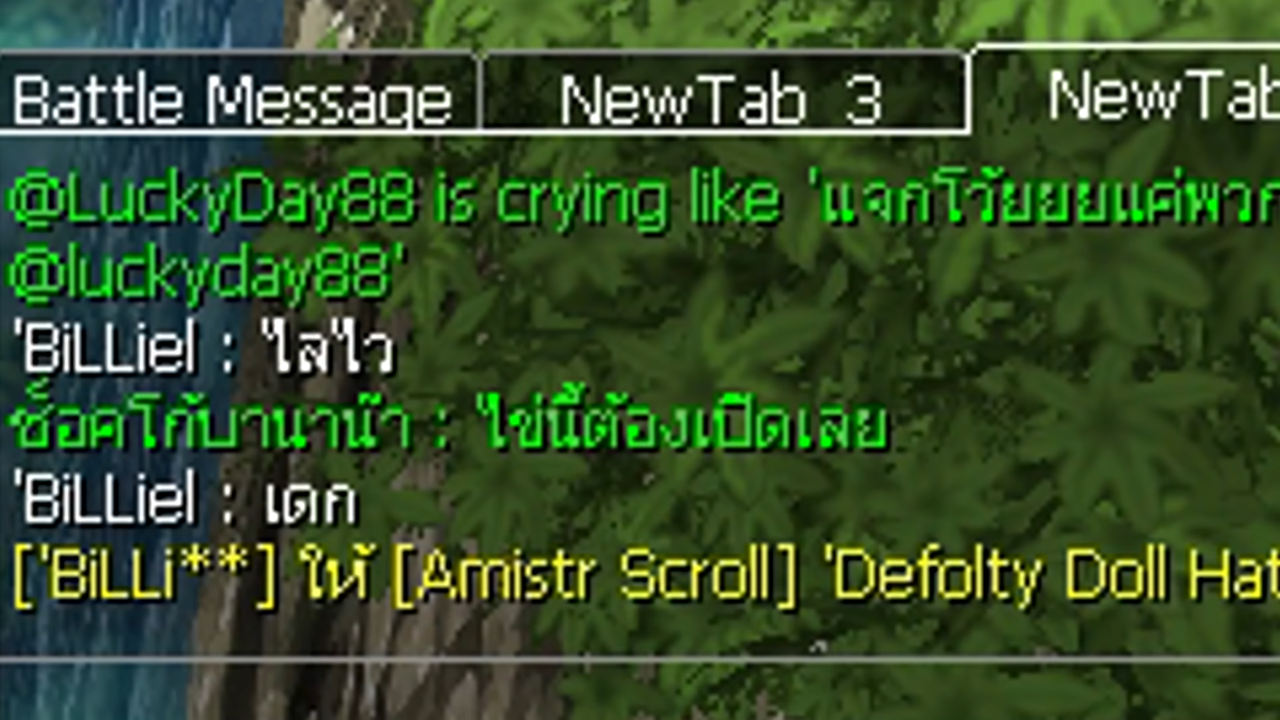 Battle Message NewTab 3 NewTab
@LuckyDay88 is crying like 'แจกโว้ยยยยแค่พวก
@luckyday88'
'BiLLiel : ไลไว
ช็อคโก้บานาน๊า : ไข่นี้ต้องเปิดเลย
'BiLLiel : เดก
['BiLLi**] ให้ [Amistr Scroll] 'Defolty Doll Hat